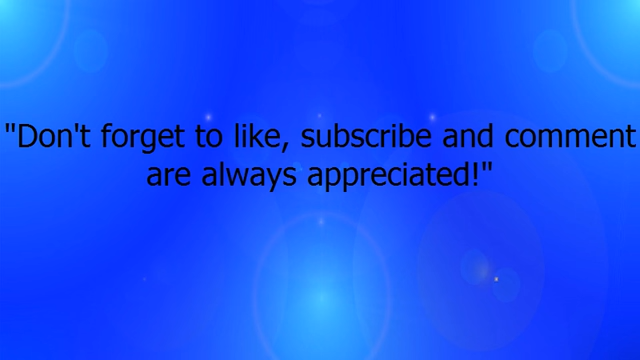 "Don't forget to like, subscribe and comment
are always appreciated!"